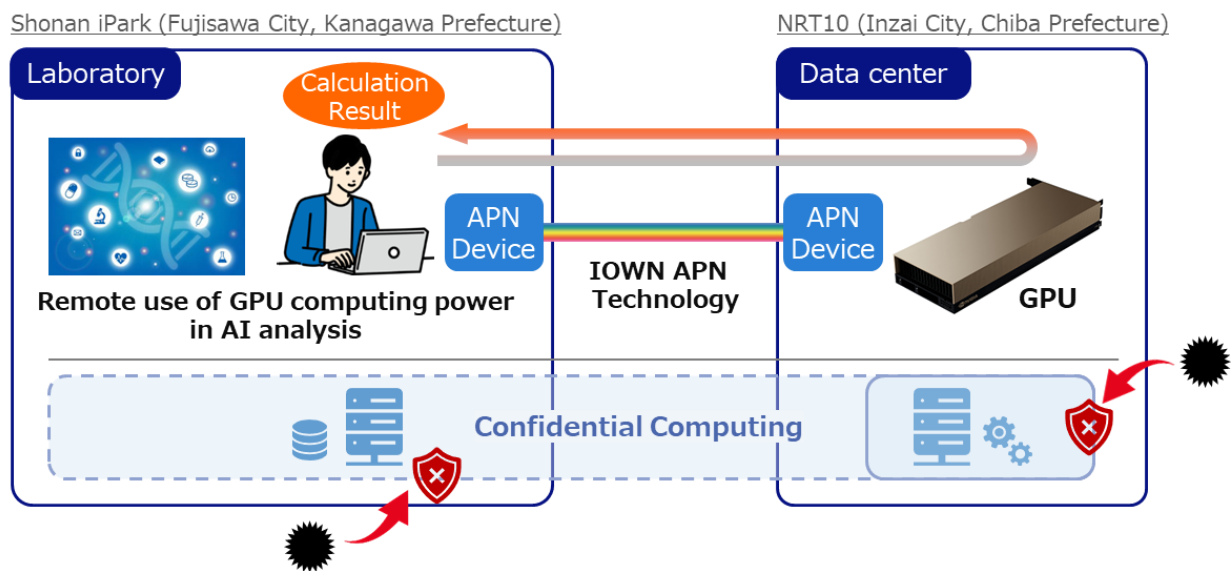 Shonan iPark (Fujisawa City, Kanagawa Prefecture)
NRT10 (Inzai City, Chiba Prefecture)
Laboratory
Data center
Calculation
Result
APN
Device
APN
Device
IOWN APN
Technology
GPU
Remote use of GPU computing power
in AI analysis
Confidential Computing